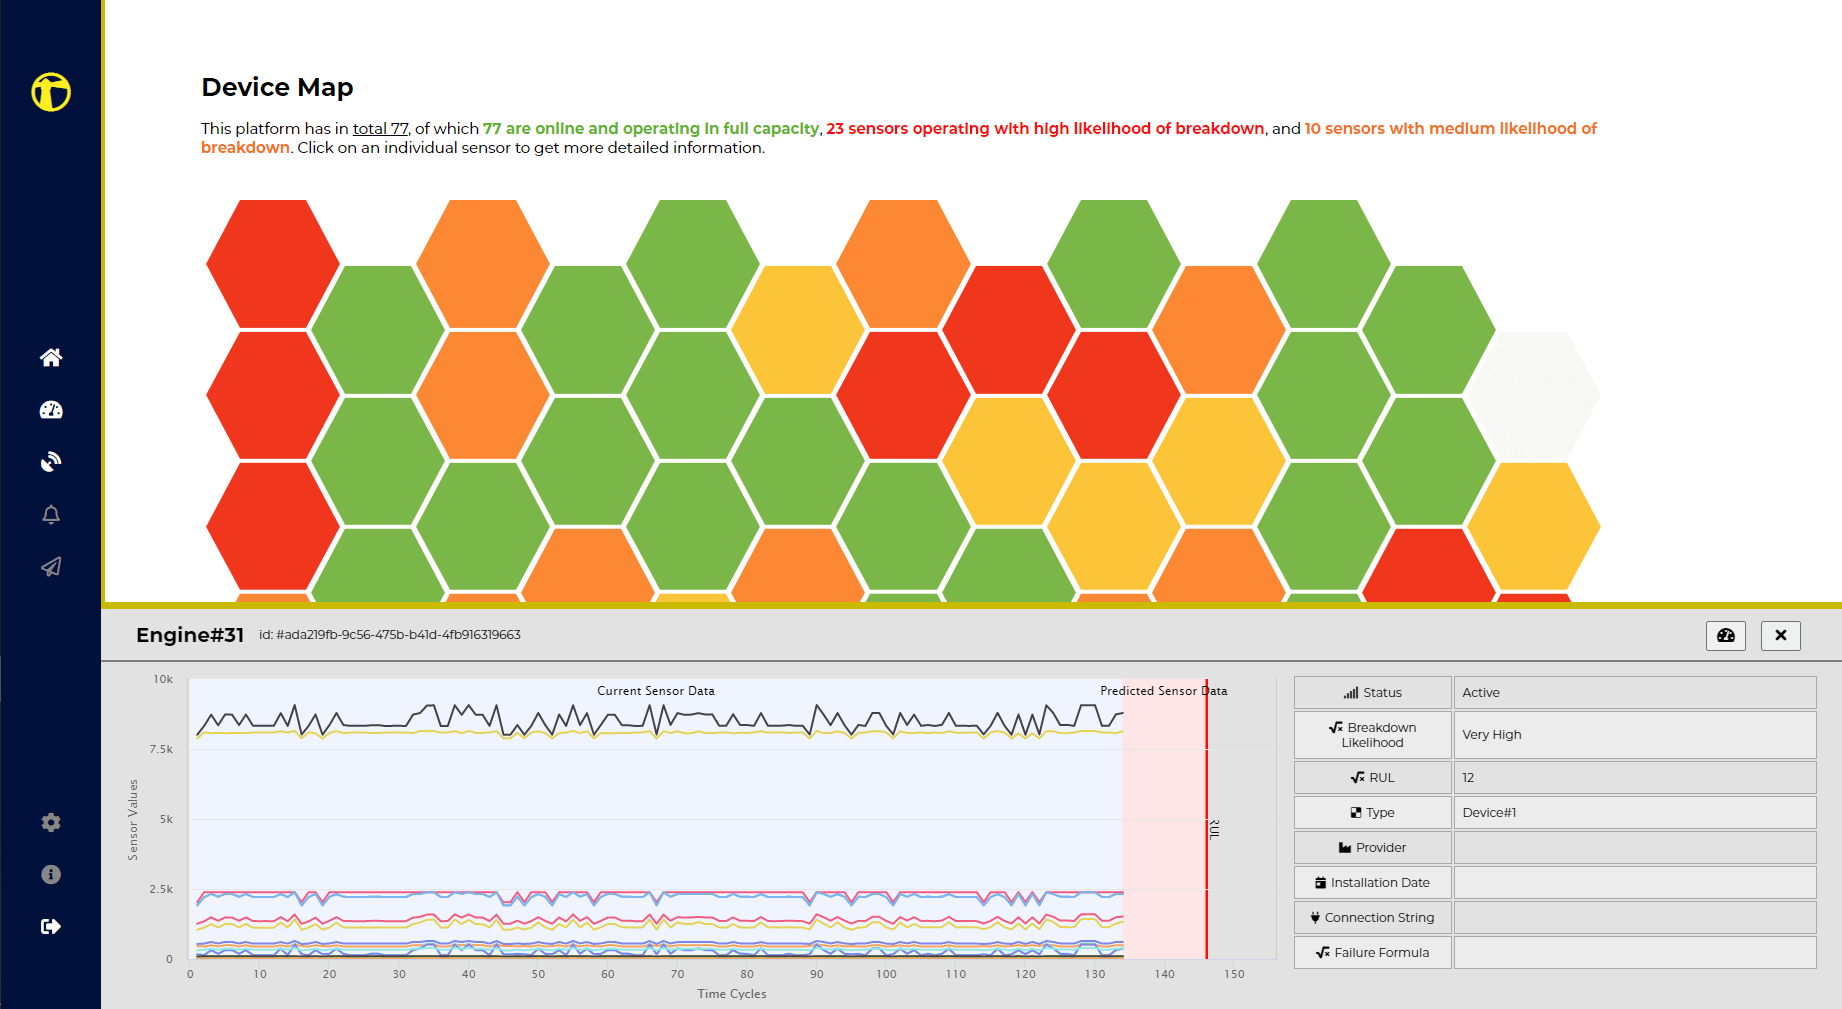 Device Map
This platform has in total 77, of which 77 are online and operating in full capacity, 23 sensors operating with high likelihood of breakdown, and 10 sensors with medium likelihood of
breakdown. Click on an individual sensor to get more detailed information.
Engine#31 id: #ada219fb-9c56-475b-b41d-4fb916319663
10k
7.5k
5k
2.5k
0
Sensor Values
Current Sensor Data
Predicted Sensor Data
RUL
0 10 20 30 40 50 60 70 80 90 100 110 120 130 140 150
Time Cycles
Status Active
Breakdown
Likelihood Very High
RUL 12
Type Device#1
Provider
Installation Date
Connection String
Failure Formula